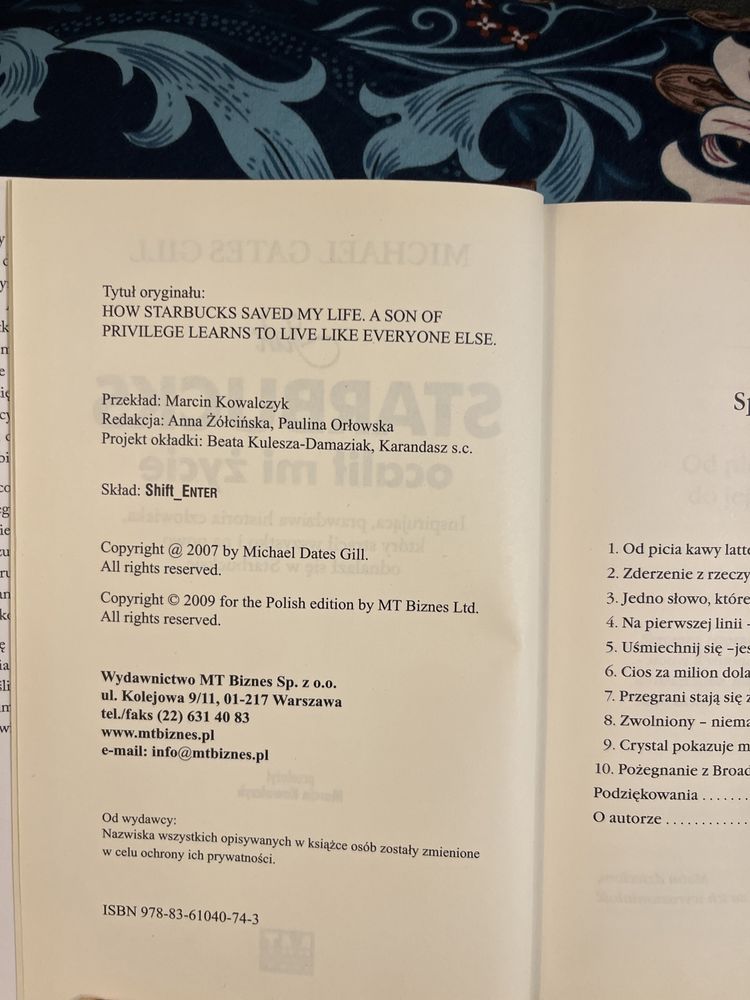 Tytuł oryginału:
HOW STARBUCKS SAVED MY LIFE. A SON OF
PRIVILEGE LEARNS TO LIVE LIKE EVERYONE ELSE.
Przekład: Marcin Kowalczyk
Redakcja: Anna Żółcińska, Paulina Orłowska
Projekt okładki: Beata Kulesza-Damaziak, Karandasz s.c.
Skład: Shift_ENTER
Copyright @ 2007 by Michael Dates Gill.
All rights reserved.
Copyright © 2009 for the Polish edition by MT Biznes Ltd.
All rights reserved.
Wydawnictwo MT Biznes Sp. z o.o.
ul. Kolejowa 9/11, 01-217 Warszawa
tel./faks (22) 631 40 83
www.mtbiznes.pl
e-mail: info@mtbiznes.pl
Od wydawcy:
Nazwiska wszystkich opisywanych w książce osób zostały zmienione
w celu ochrony ich prywatności.
ISBN 978-83-61040-74-3
Sp
1. Od picia kawy latte
2. Zderzenie z rzeczy
3. Jedno słowo, które
4. Na pierwszej linii –
5. Uśmiechnij się –jes
6. Cios za milion dola
7. Przegrani stają się z
8. Zwolniony – niema
9. Crystal pokazuje m
10. Pożegnanie z Broad
Podziękowania ........
O autorze ............